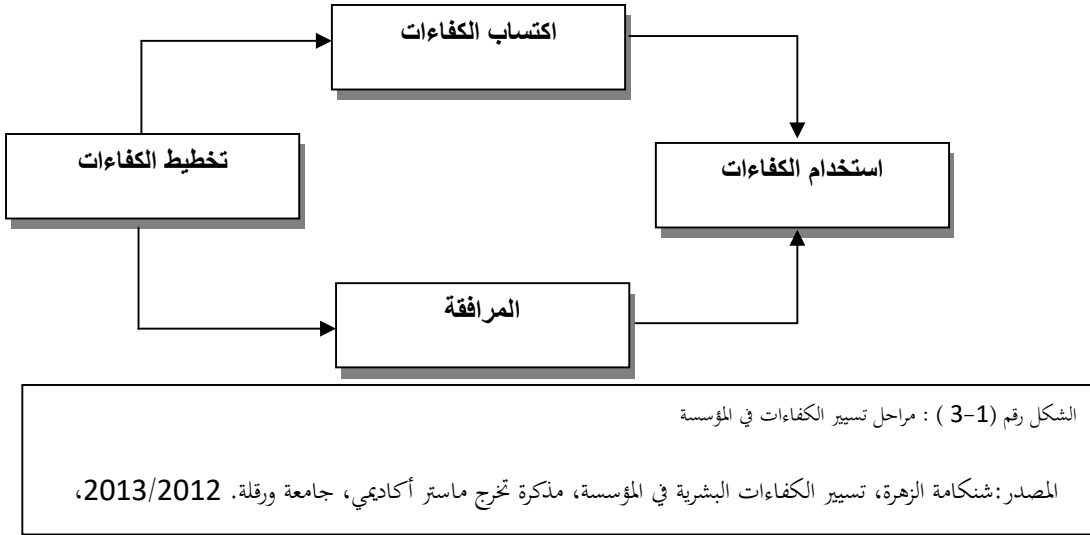 اكتساب الكفاءات
تخطيط الكفاءات
استخدام الكفاءات
المرافقة
الشكل رقم (1-3 ) : مراحل تسيير الكفاءات في المؤسسة
المصدر:شنكامة الزهرة، تسيير الكفاءات البشرية في المؤسسة، مذكرة تخرج ماستر أكاديمي، جامعة ورقلة. 2013/2012،